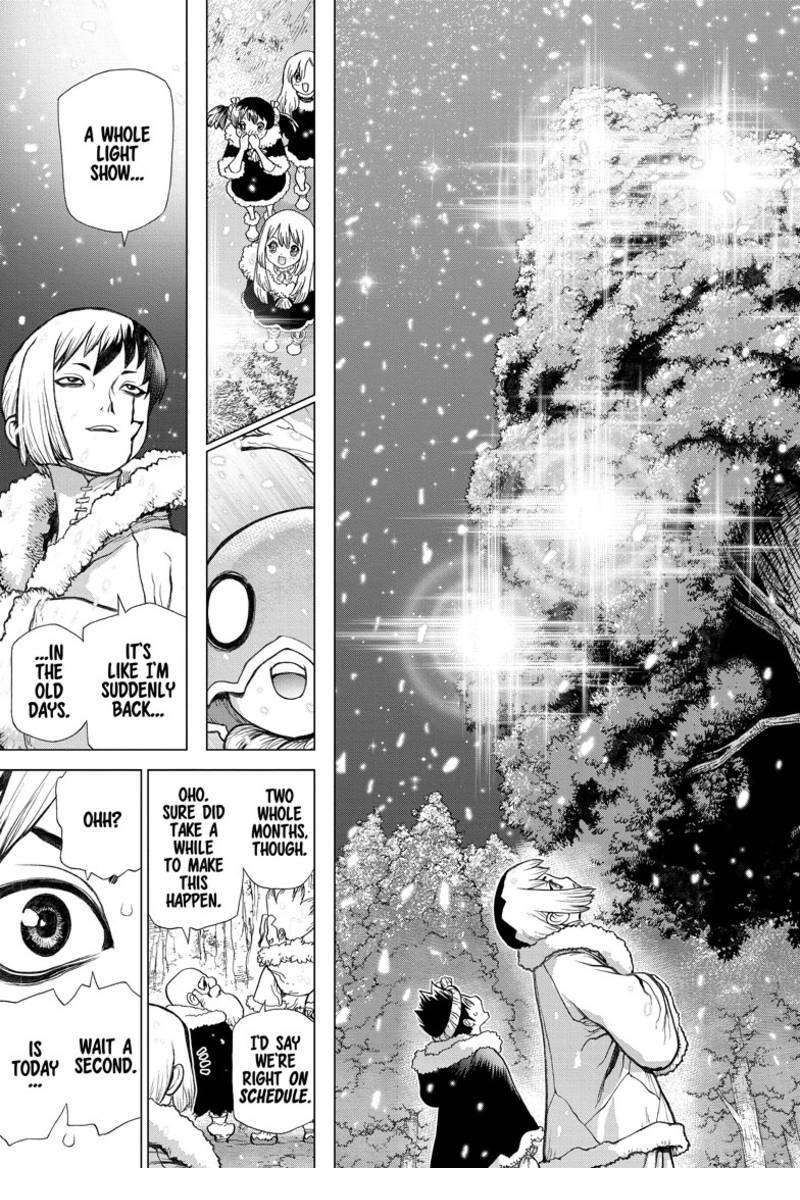 A WHOLE
LIGHT
SHOW...
IT'S
LIKE I'M
SUDDENLY
BACK...
...IN
THE
OLD
DAYS.
TWO
WHOLE
MONTHS,
THOUGH.
OHO.
SURE DID
TAKE A
WHILE
TO MAKE
THIS
HAPPEN.
I'D SAY
WE'RE
RIGHT ON
SCHEDULE.
OHH?
WAIT A
SECOND.
IS
TODAY
...